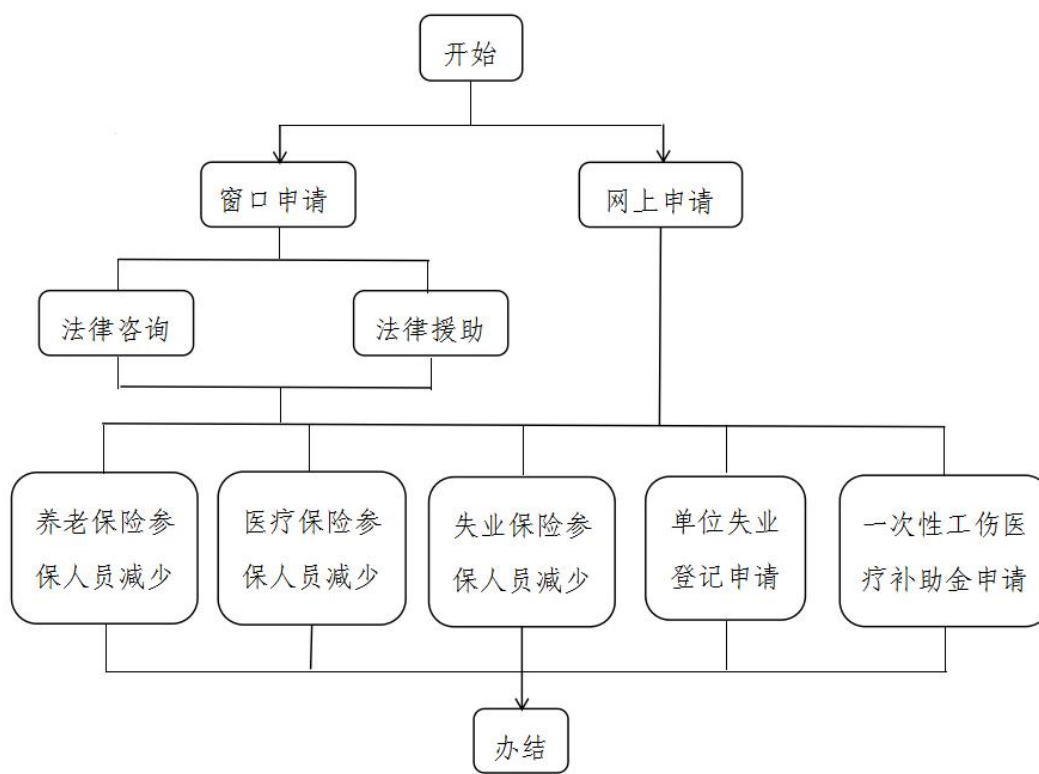 开始
窗口申请
网上申请
法律咨询
法律援助
养老保险参
保人员减少
医疗保险参
保人员减少
失业保险参
保人员减少
单位失业
登记申请
一次性工伤医
疗补助金申请
办结